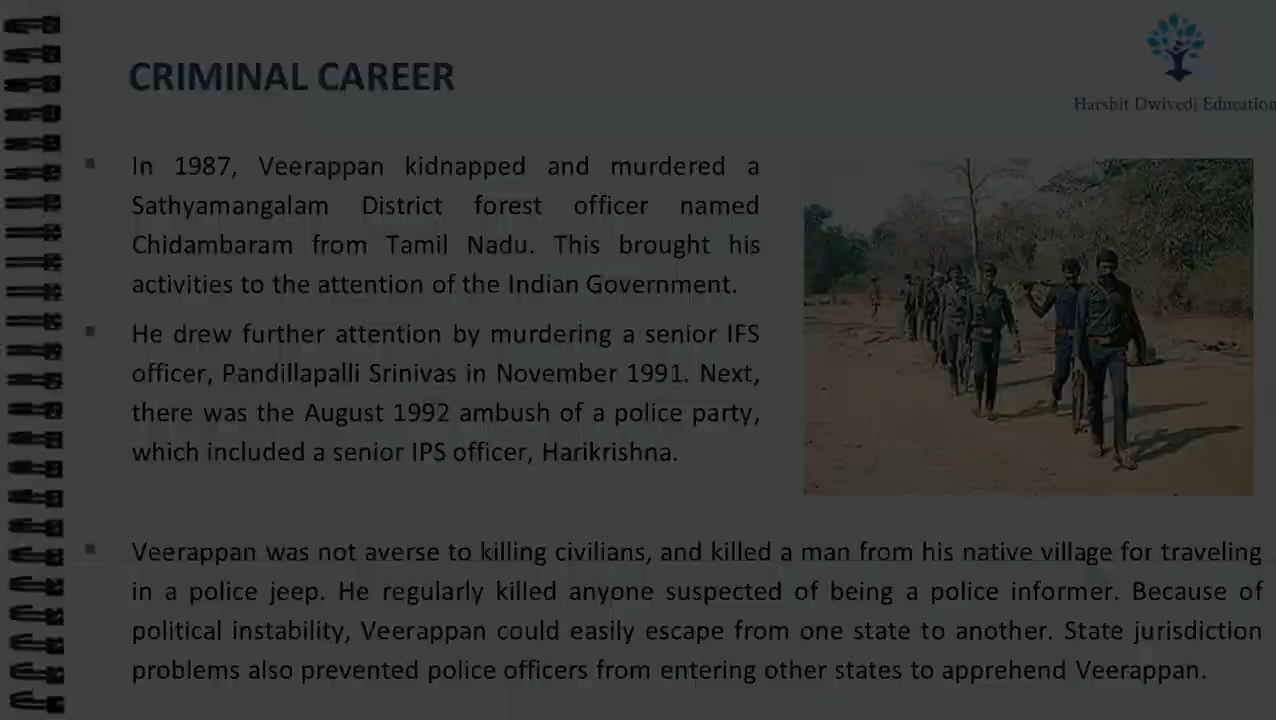 CRIMINAL CAREER
Harshit Dwivedi Education
In 1987, Veerappan kidnapped and murdered a
Sathyamangalam District forest officer named
Chidambaram from Tamil Nadu. This brought his
activities to the attention of the Indian Government.
He drew further attention by murdering a senior IFS
officer, Pandillapalli Srinivas in November 1991. Next,
there was the August 1992 ambush of a police party,
which included a senior IPS officer, Harikrishna.
Veerappan was not averse to killing civilians, and killed a man from his native village for traveling
in a police jeep. He regularly killed anyone suspected of being a police informer. Because of
political instability, Veerappan could easily escape from one state to another. State jurisdiction
problems also prevented police officers from entering other states to apprehend Veerappan.